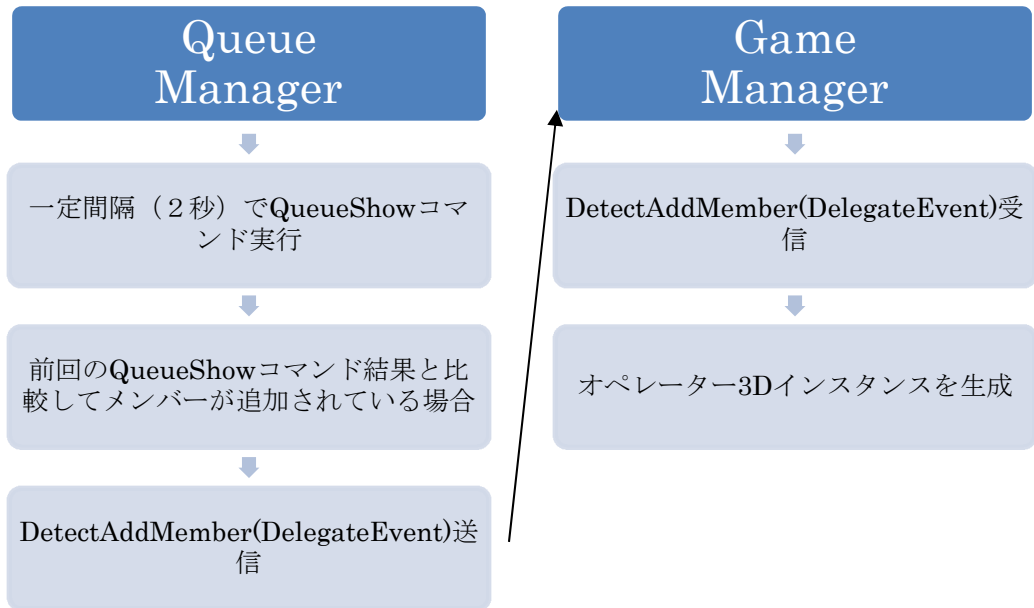 Queue
Manager
一定間隔（２秒）でQueueShowコマ
ンド実行
前回のQueueShowコマンド結果と比
較してメンバーが追加されている場合
DetectAddMember(DelegateEvent)送
信
Game
Manager
DetectAddMember(DelegateEvent)受
信
オペレーター3Dインスタンスを生成